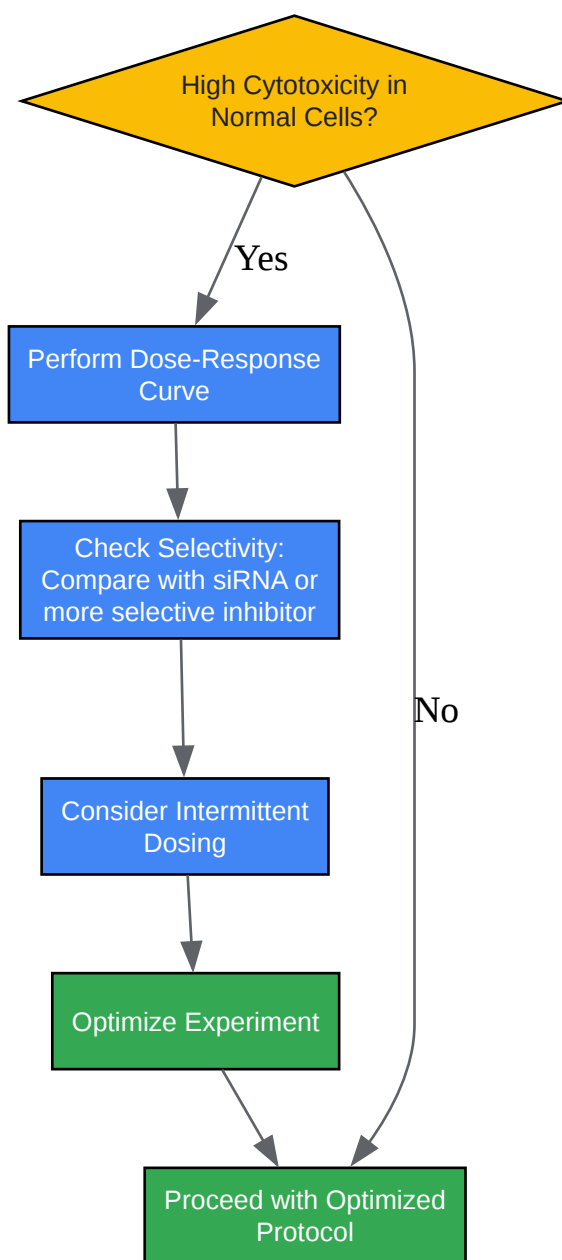 High Cytotoxicity in
Normal Cells?
Yes
Perform Dose-Response
Curve
Check Selectivity:
Compare with siRNA or
more selective inhibitor
No
Consider Intermittent
Dosing
Optimize Experiment
Proceed with Optimized
Protocol